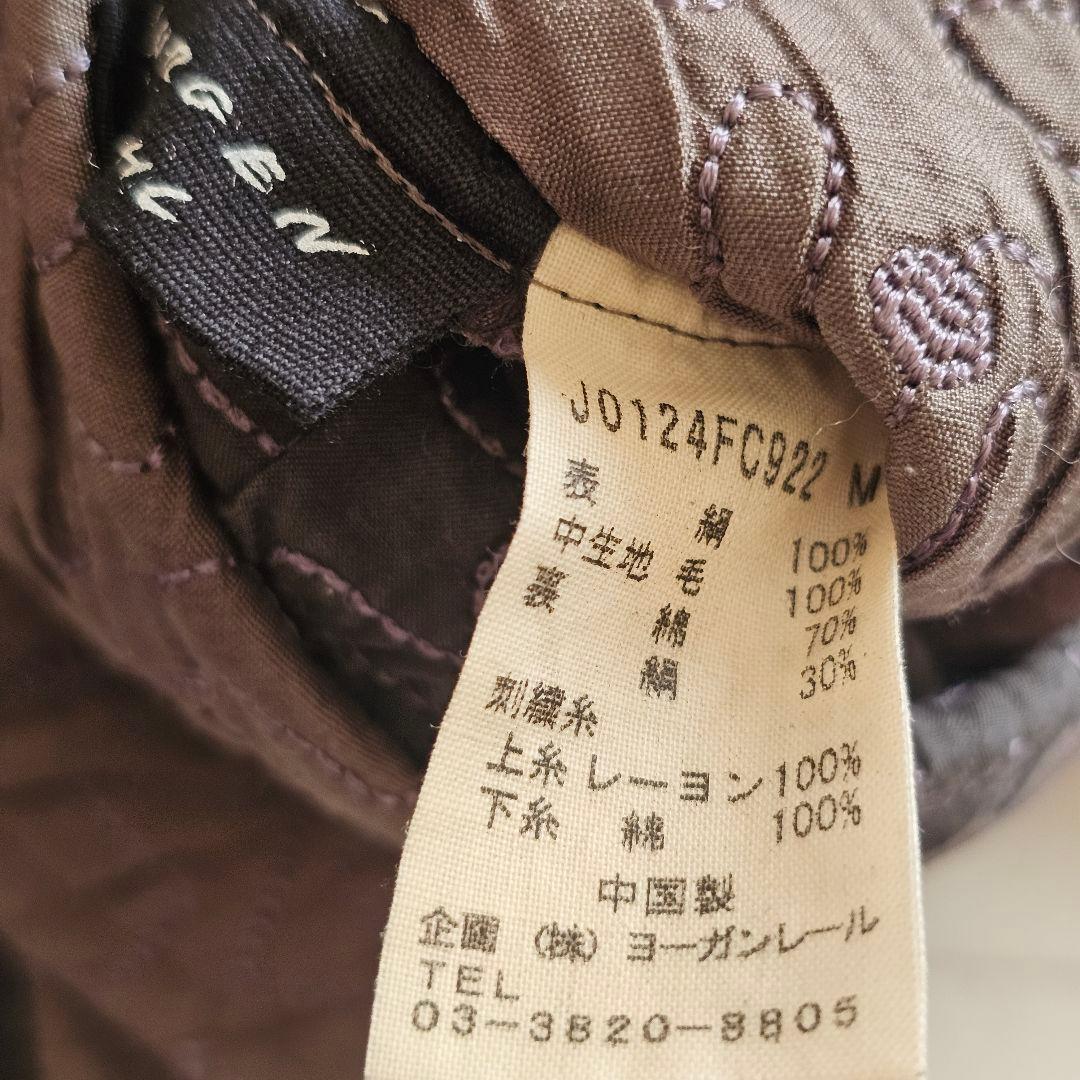 GEN
HL
J0124FC922 M
表 絹 100%
中生地 毛 100%
裏 綿 70%
絹 30%
刺繍糸
上糸 レーヨン 100%
下糸 綿 100%
中国製
企画 (株) ヨーガンレール
TEL
03-3820-8805